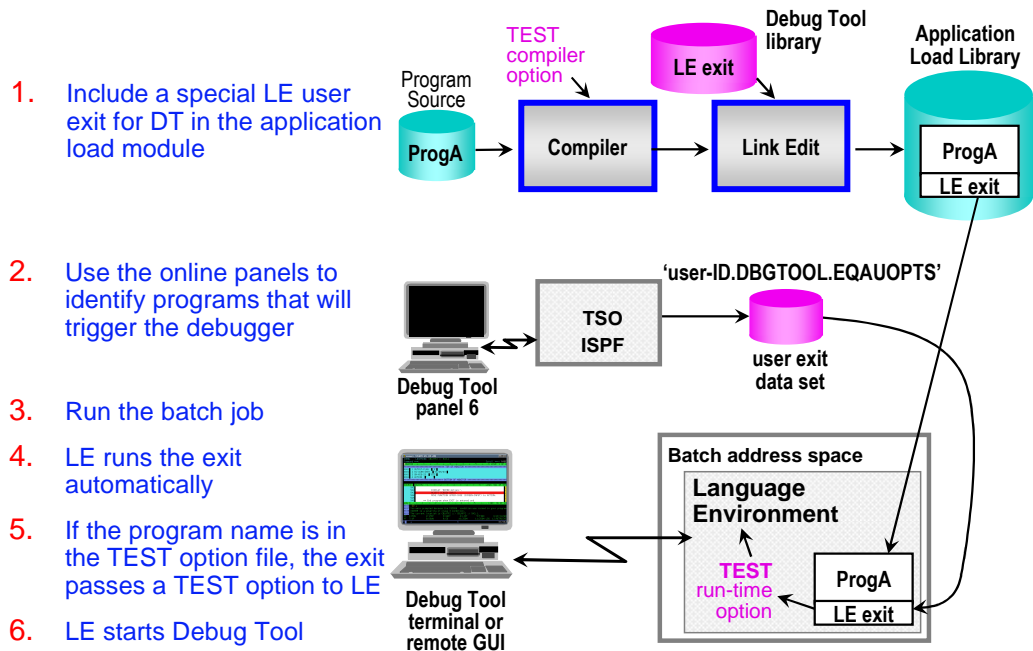 1. Include a special LE user
exit for DT in the application
load module
Program
Source
ProgA
TEST
compiler
option
Compiler
Debug Tool
library
LE exit
Link Edit
Application
Load Library
ProgA
LE exit
2. Use the online panels to
identify programs that will
trigger the debugger
Debug Tool
panel 6
TSO
ISPF
‘user-ID.DBGTOOL.EQAUOPTS’
user exit
data set
3. Run the batch job
4. LE runs the exit
automatically
5. If the program name is in
the TEST option file, the exit
passes a TEST option to LE
6. LE starts Debug Tool
Debug Tool
terminal or
remote GUI
Batch address space
Language
Environment
TEST
run-time
option
ProgA
LE exit